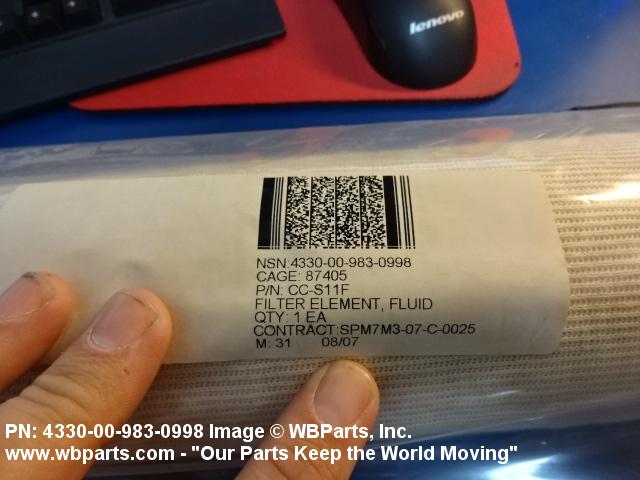 lenovo
NSN:4330-00-983-0998
CAGE: 87405
P/N: CC-S11F
FILTER ELEMENT, FLUID
QTY: 1 EA
CONTRACT:SPM7M3-07-C-0025
M: 31 08/07
PN: 4330-00-983-0998 Image © WBParts, Inc.
www.wbparts.com - "Our Parts Keep the World Moving"